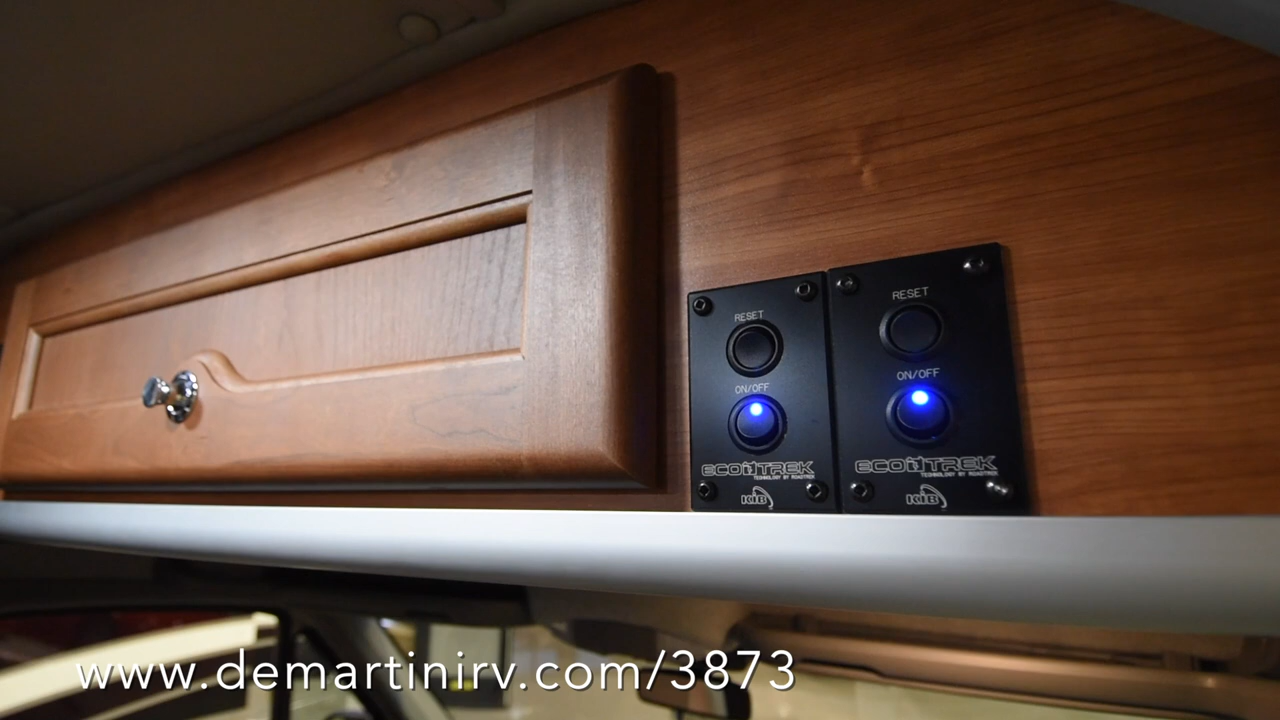 RESET
ON/OFF
ECOTREK
TECHNOLOGY BY ROADTREK
KIB
RESET
ON/OFF
ECOTREK
TECHNOLOGY BY ROADTREK
KIB
www.demartinirv.com/3873